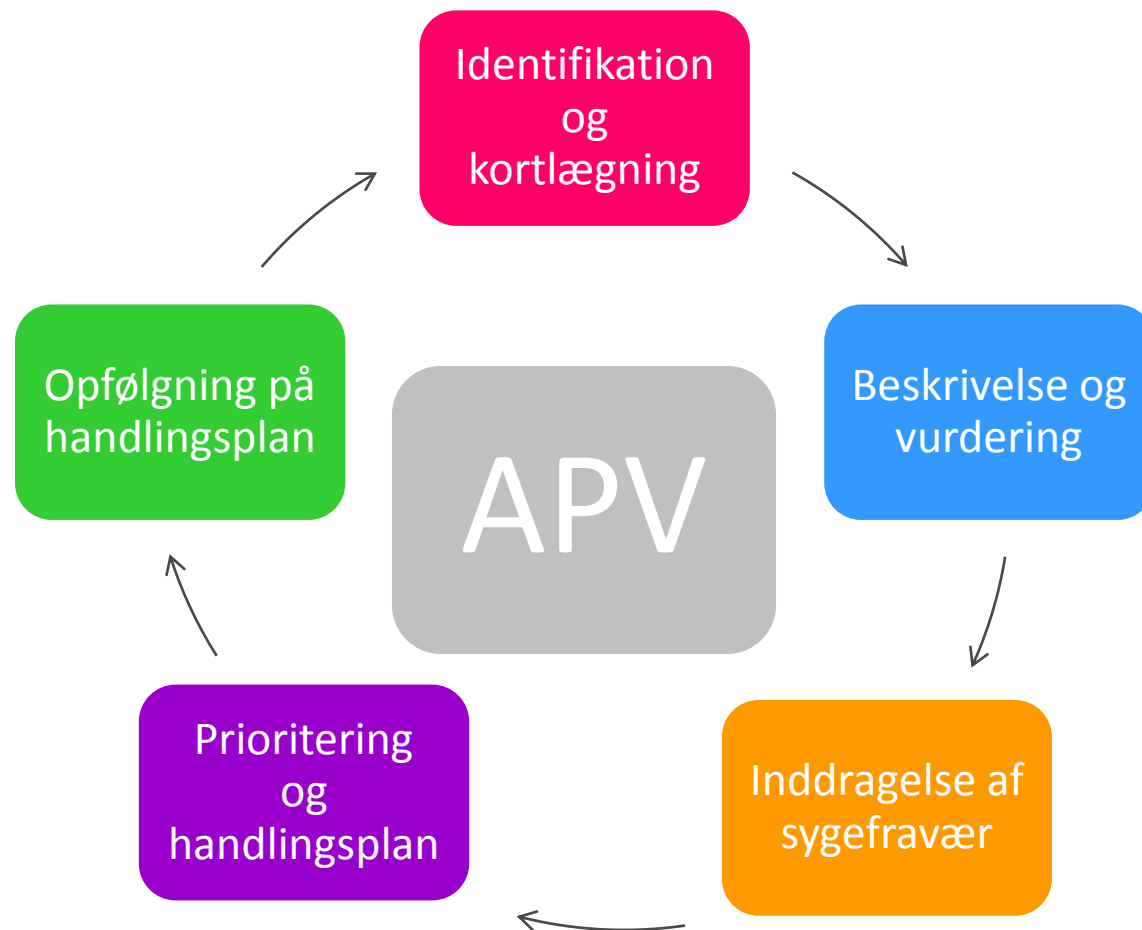 Identifikation
og
kortlægning
Beskrivelse og
vurdering
Inddragelse af
sygefravær
Prioritering
og
handlingsplan
Opfølgning på
handlingsplan
APV